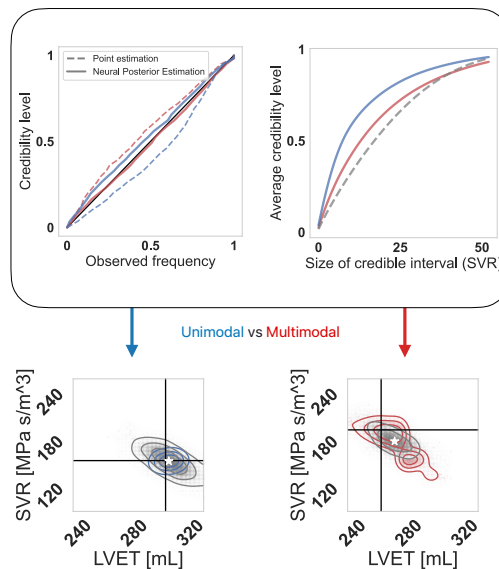 Point estimation
Neural Posterior Estimation
Credibility level
1
0.5
0
0
0.5
1
Observed frequency
Average credibility level
1
0.5
0
0
25
50
Size of credible interval (SVR)
Unimodal vs Multimodal
SVR [MPa s/m^3]
240
180
120
240
280
320
LVET [mL]
SVR [MPa s/m^3]
240
180
120
240
280
320
LVET [mL]